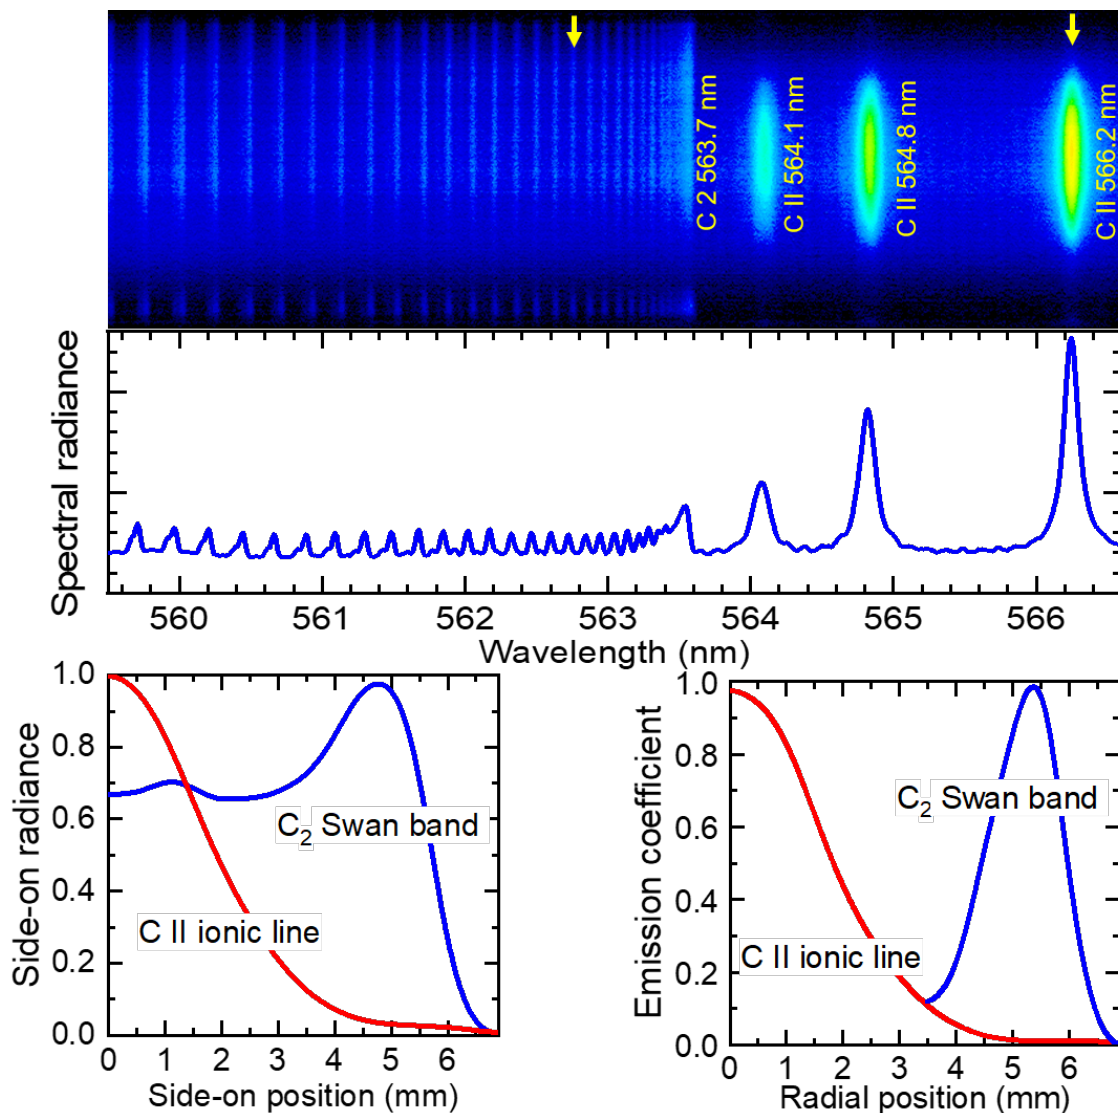 C 2 563.7 nm
C II 564.1 nm
C II 564.8 nm
C II 566.2 nm
Spectral radiance
560 561 562 563 564 565 566
Wavelength (nm)
Side-on radiance
1.0
0.8
0.6
0.4
0.2
0.0
C₂ Swan band
C II ionic line
0 1 2 3 4 5 6
Side-on position (mm)
Emission coefficient
1.0
0.8
0.6
0.4
0.2
0.0
C₂ Swan band
C II ionic line
0 1 2 3 4 5 6
Radial position (mm)